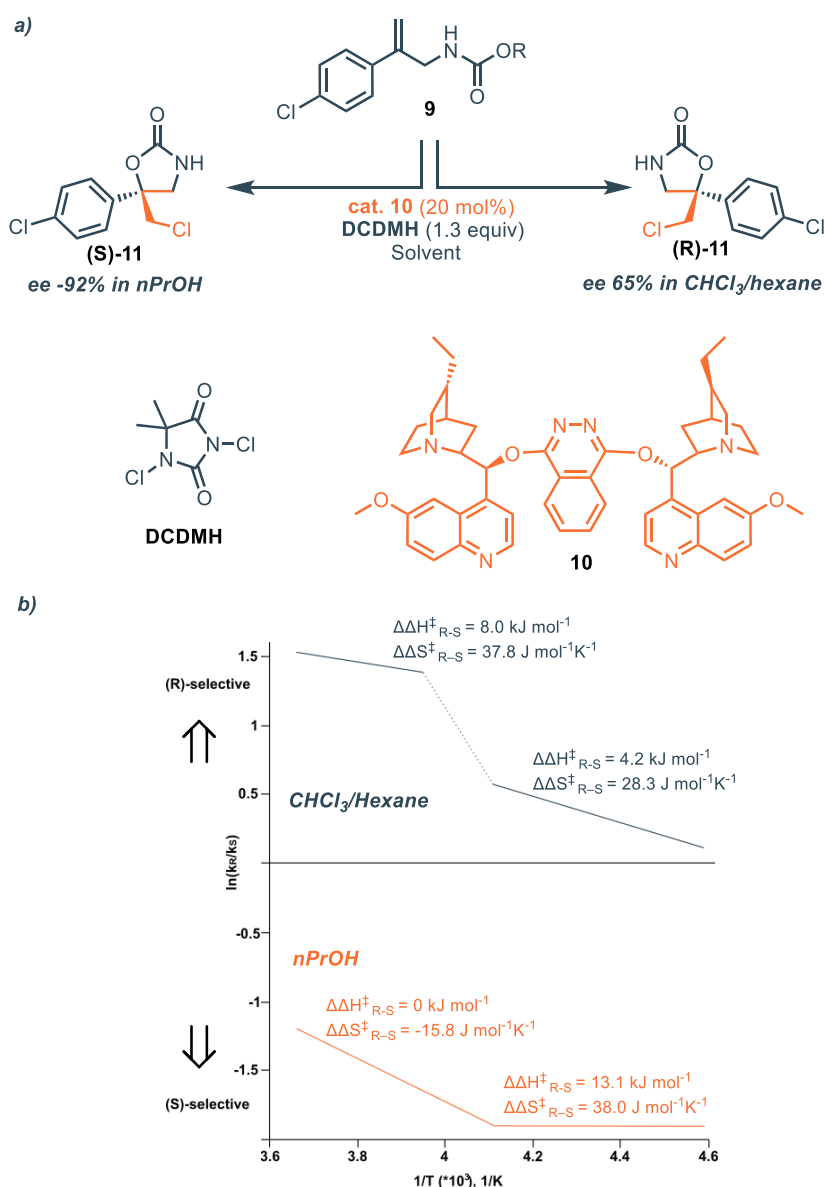 a)
H
N
OR
O
Cl
9
O
O
NH
Cl
Cl
(S)-11
ee -92% in nPrOH
cat. 10 (20 mol%)
DCDMH (1.3 equiv)
Solvent
O
HN
O
Cl
Cl
(R)-11
ee 65% in CHCl3/hexane
O
N
Cl
N
Cl
O
DCDMH
N
O
N
N
O
N
O
N
O
N
10
b)
ΔΔH‡R-S = 8.0 kJ mol-1
ΔΔS‡R–S = 37.8 J mol-1K-1
1.5
(R)-selective
1
ΔΔH‡R-S = 4.2 kJ mol-1
ΔΔS‡R–S = 28.3 J mol-1K-1
0.5
CHCl3/Hexane
ln(kR/kS)
-0.5
nPrOH
-1
ΔΔH‡R-S = 0 kJ mol-1
ΔΔS‡R–S = -15.8 J mol-1K-1
-1.5
ΔΔH‡R-S = 13.1 kJ mol-1
ΔΔS‡R–S = 38.0 J mol-1K-1
(S)-selective
3.6 3.8 4 4.2 4.4 4.6
1/T (*10³), 1/K